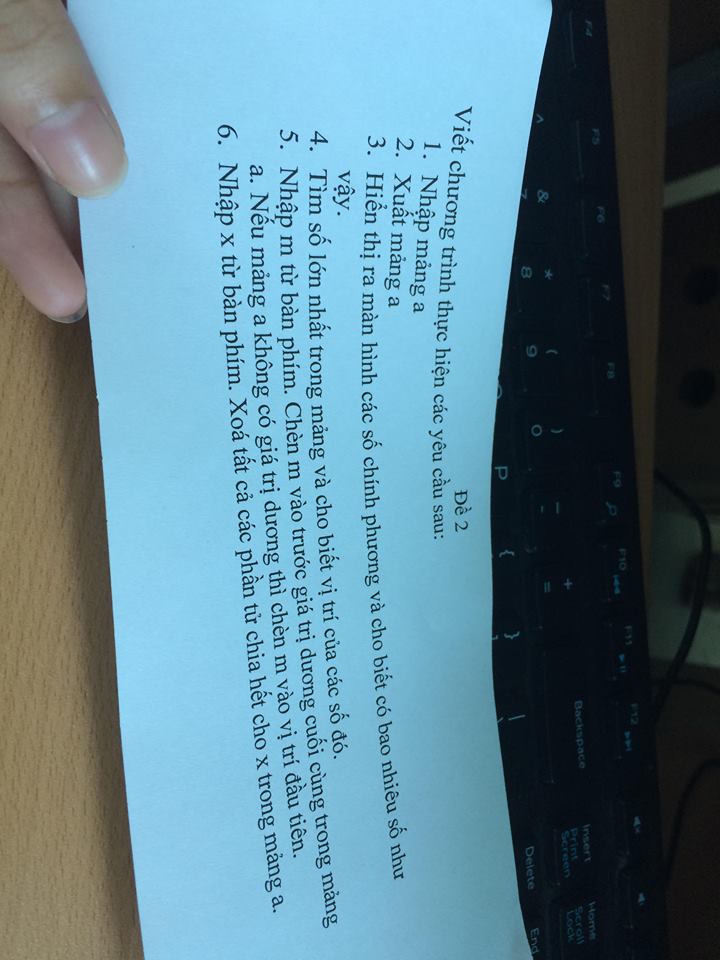 F4 F5 F6 F7 F8 F9 F10 F11 F12
Backspace
Insert
Print
Screen
Home
Scroll
Lock
Delete
End
^ & * ( ) _ + 
7 8 9 0 - =
P { } |
Đề 2
Viết chương trình thực hiện các yêu cầu sau:
1. Nhập mảng a
2. Xuất mảng a
3. Hiển thị ra màn hình các số chính phương và cho biết có bao nhiêu số như
vậy.
4. Tìm số lớn nhất trong mảng và cho biết vị trí của các số đó.
5. Nhập m từ bàn phím. Chèn m vào trước giá trị dương cuối cùng trong mảng
a. Nếu mảng a không có giá trị dương thì chèn m vào vị trí đầu tiên.
6. Nhập x từ bàn phím. Xoá tất cả các phần tử chia hết cho x trong mảng a.